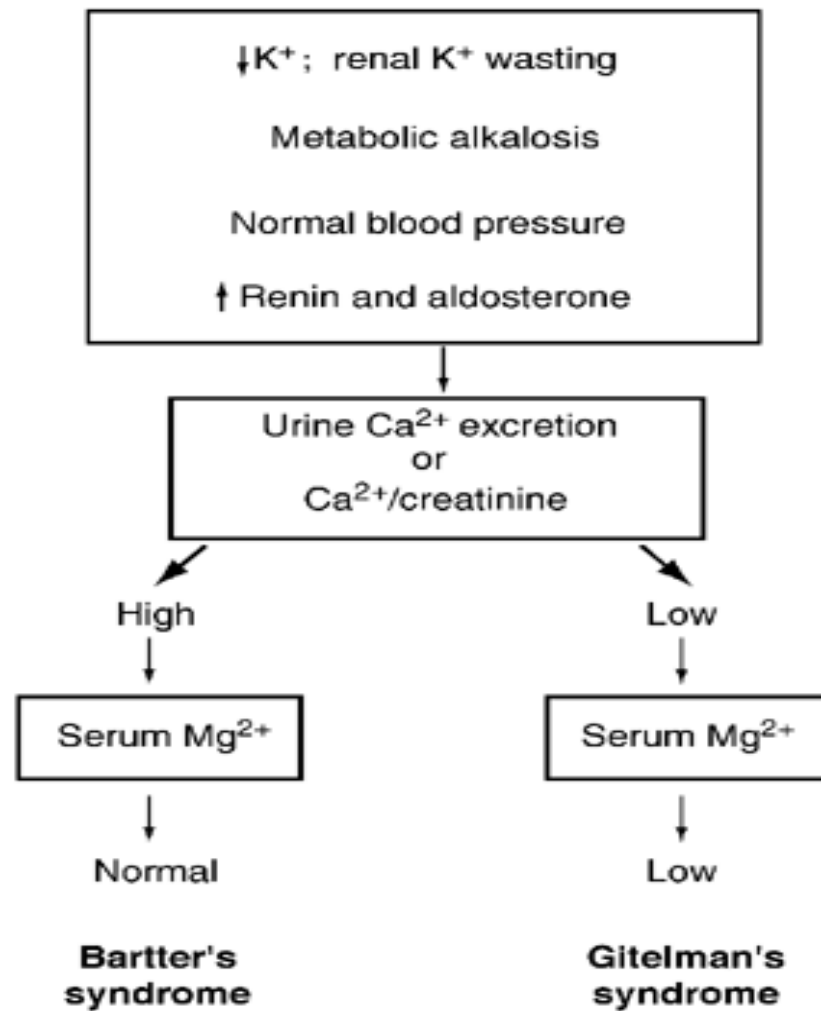 ↓K⁺; renal K⁺ wasting
Metabolic alkalosis
Normal blood pressure
↑ Renin and aldosterone
Urine Ca²⁺ excretion
or
Ca²⁺/creatinine
High
Low
Serum Mg²⁺
Serum Mg²⁺
Normal
Low
Bartter's
syndrome
Gitelman's
syndrome